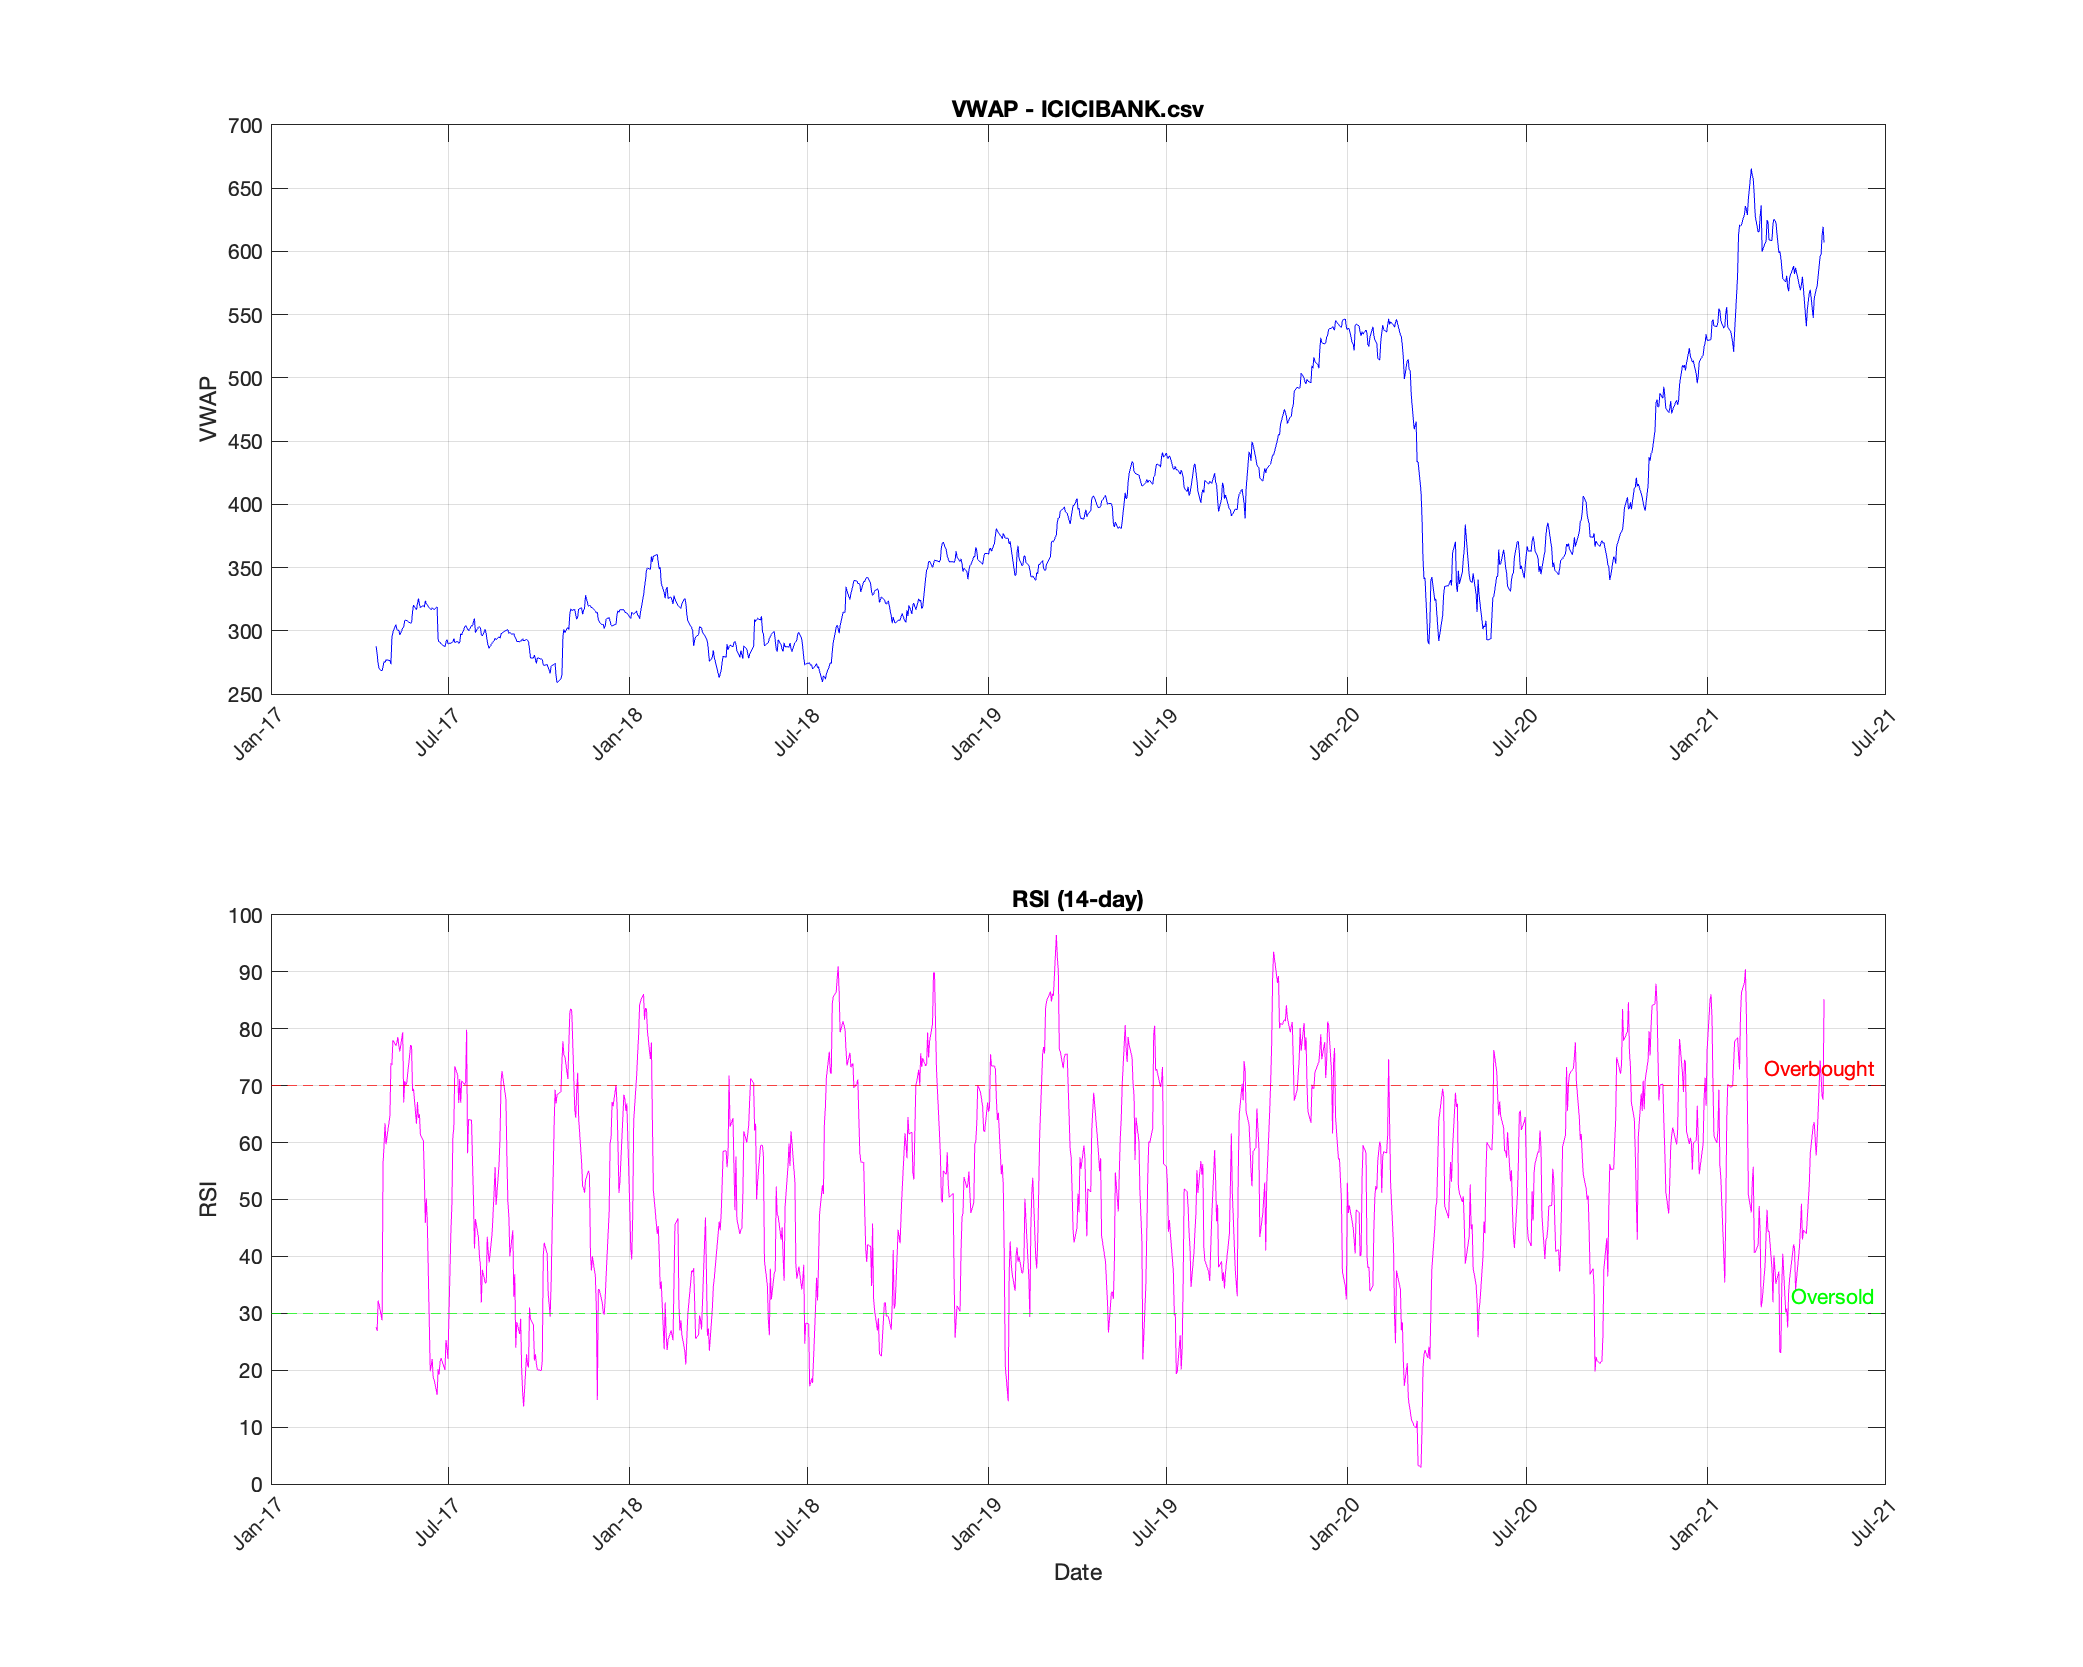 VWAP - ICICIBANK.csv
700
650
600
550
500
450
400
350
300
250
VWAP
Jan-17
Jul-17
Jan-18
Jul-18
Jan-19
Jul-19
Jan-20
Jul-20
Jan-21
Jul-21
RSI (14-day)
100
90
80
70
60
50
40
30
20
10
0
RSI
Overbought
Oversold
Jan-17
Jul-17
Jan-18
Jul-18
Jan-19
Jul-19
Jan-20
Jul-20
Jan-21
Jul-21
Date